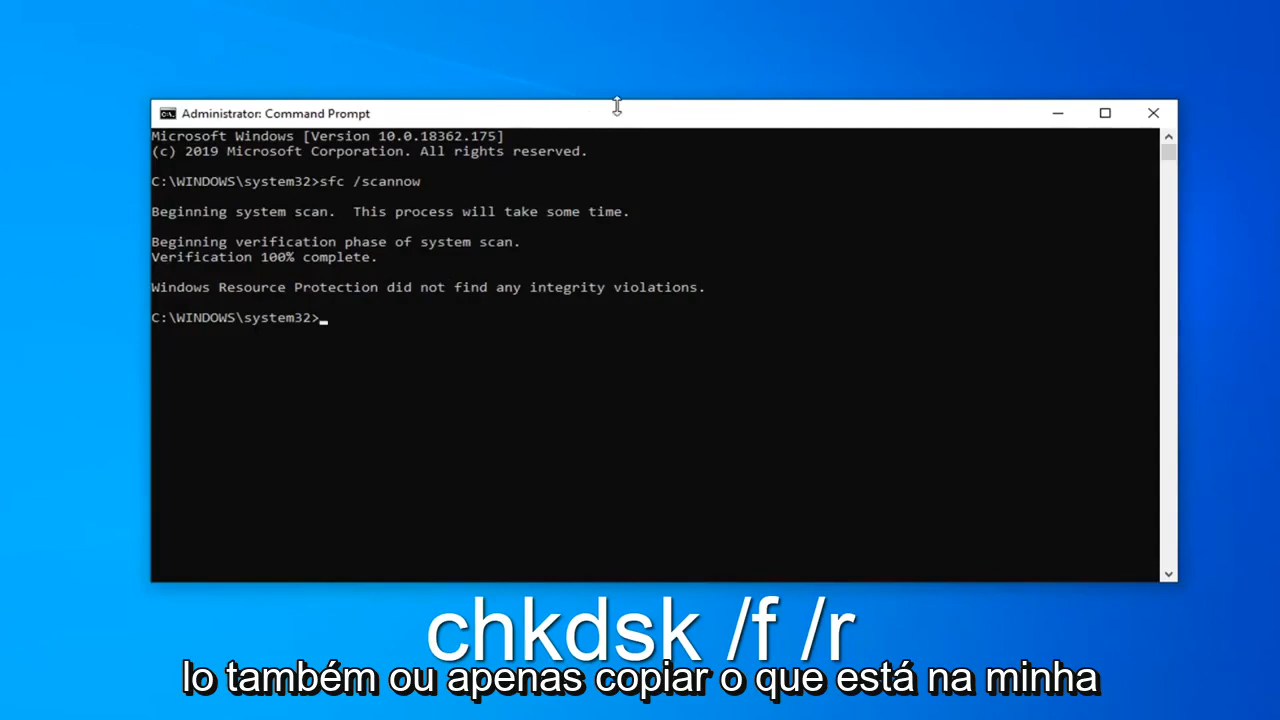 Administrator: Command Prompt
Microsoft Windows [Version 10.0.18362.175]
(c) 2019 Microsoft Corporation. All rights reserved.
C:\WINDOWS\system32>sfc /scannow
Beginning system scan.  This process will take some time.
Beginning verification phase of system scan.
Verification 100% complete.
Windows Resource Protection did not find any integrity violations.
C:\WINDOWS\system32>
chkdsk /f /r
lo também ou apenas copiar o que está na minha